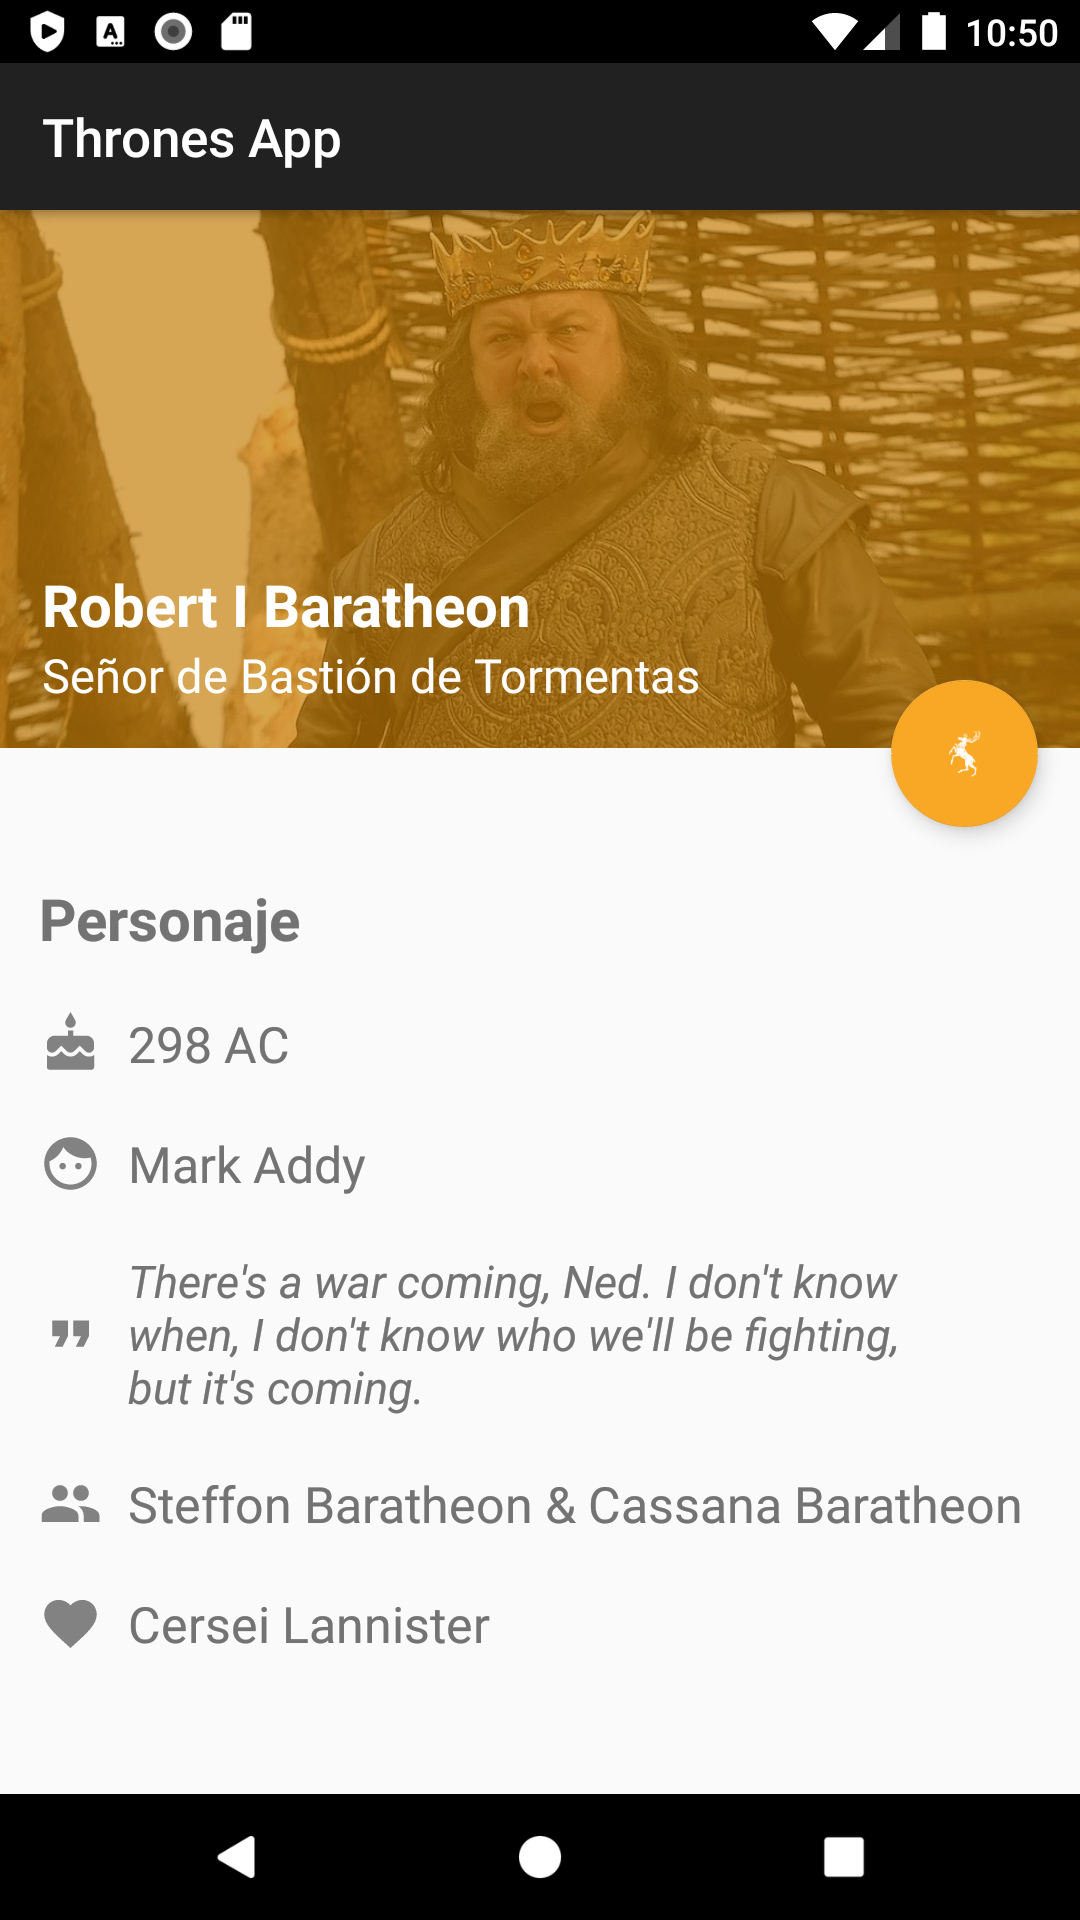 10:50
Thrones App
Robert I Baratheon
Señor de Bastión de Tormentas
Personaje
298 AC
Mark Addy
There's a war coming, Ned. I don't know
when, I don't know who we'll be fighting,
but it's coming.
Steffon Baratheon & Cassana Baratheon
Cersei Lannister